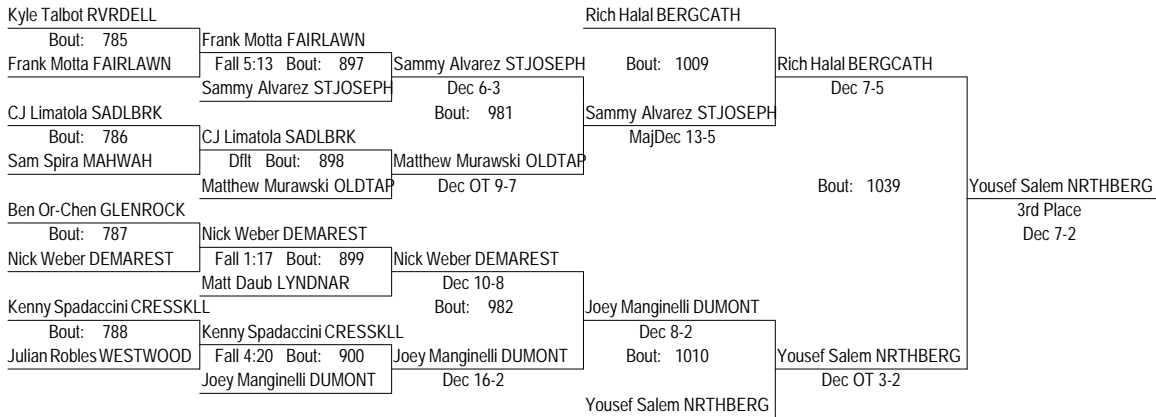 Kyle Talbot RVRDELL
Bout: 785
Frank Motta FAIRLAWN
CJ Limatola SADLBRK
Bout: 786
Sam Spira MAHWAH
Ben Or-Chen GLENROCK
Bout: 787
Nick Weber DEMAREST
Kenny Spadaccini CRESSKLL
Bout: 788
Julian Robles WESTWOOD
Frank Motta FAIRLAWN
Fall 5:13 Bout: 897
Sammy Alvarez STJOSEPH
CJ Limatola SADLBRK
Dflt Bout: 898
Matthew Murawski OLDTAP
Nick Weber DEMAREST
Fall 1:17 Bout: 899
Matt Daub LYNDNAR
Kenny Spadaccini CRESSKLL
Fall 4:20 Bout: 900
Joey Manginelli DUMONT
Sammy Alvarez STJOSEPH
Dec 6-3
Bout: 981
Matthew Murawski OLDTAP
Dec OT 9-7
Nick Weber DEMAREST
Dec 10-8
Bout: 982
Joey Manginelli DUMONT
Dec 16-2
Rich Halal BERGCATH
Bout: 1009
Sammy Alvarez STJOSEPH
MajDec 13-5
Joey Manginelli DUMONT
Dec 8-2
Bout: 1010
Yousef Salem NRTHBERG
Rich Halal BERGCATH
Dec 7-5
Bout: 1039
Yousef Salem NRTHBERG
Dec OT 3-2
Yousef Salem NRTHBERG
3rd Place
Dec 7-2